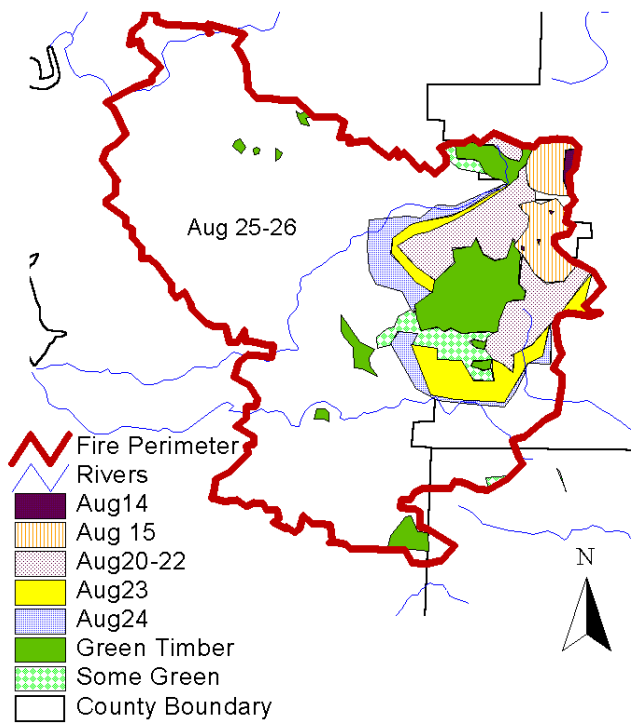 Aug 25-26
Fire Perimeter
Rivers
Aug14
Aug 15
Aug20-22
Aug23
Aug24
Green Timber
Some Green
County Boundary
N